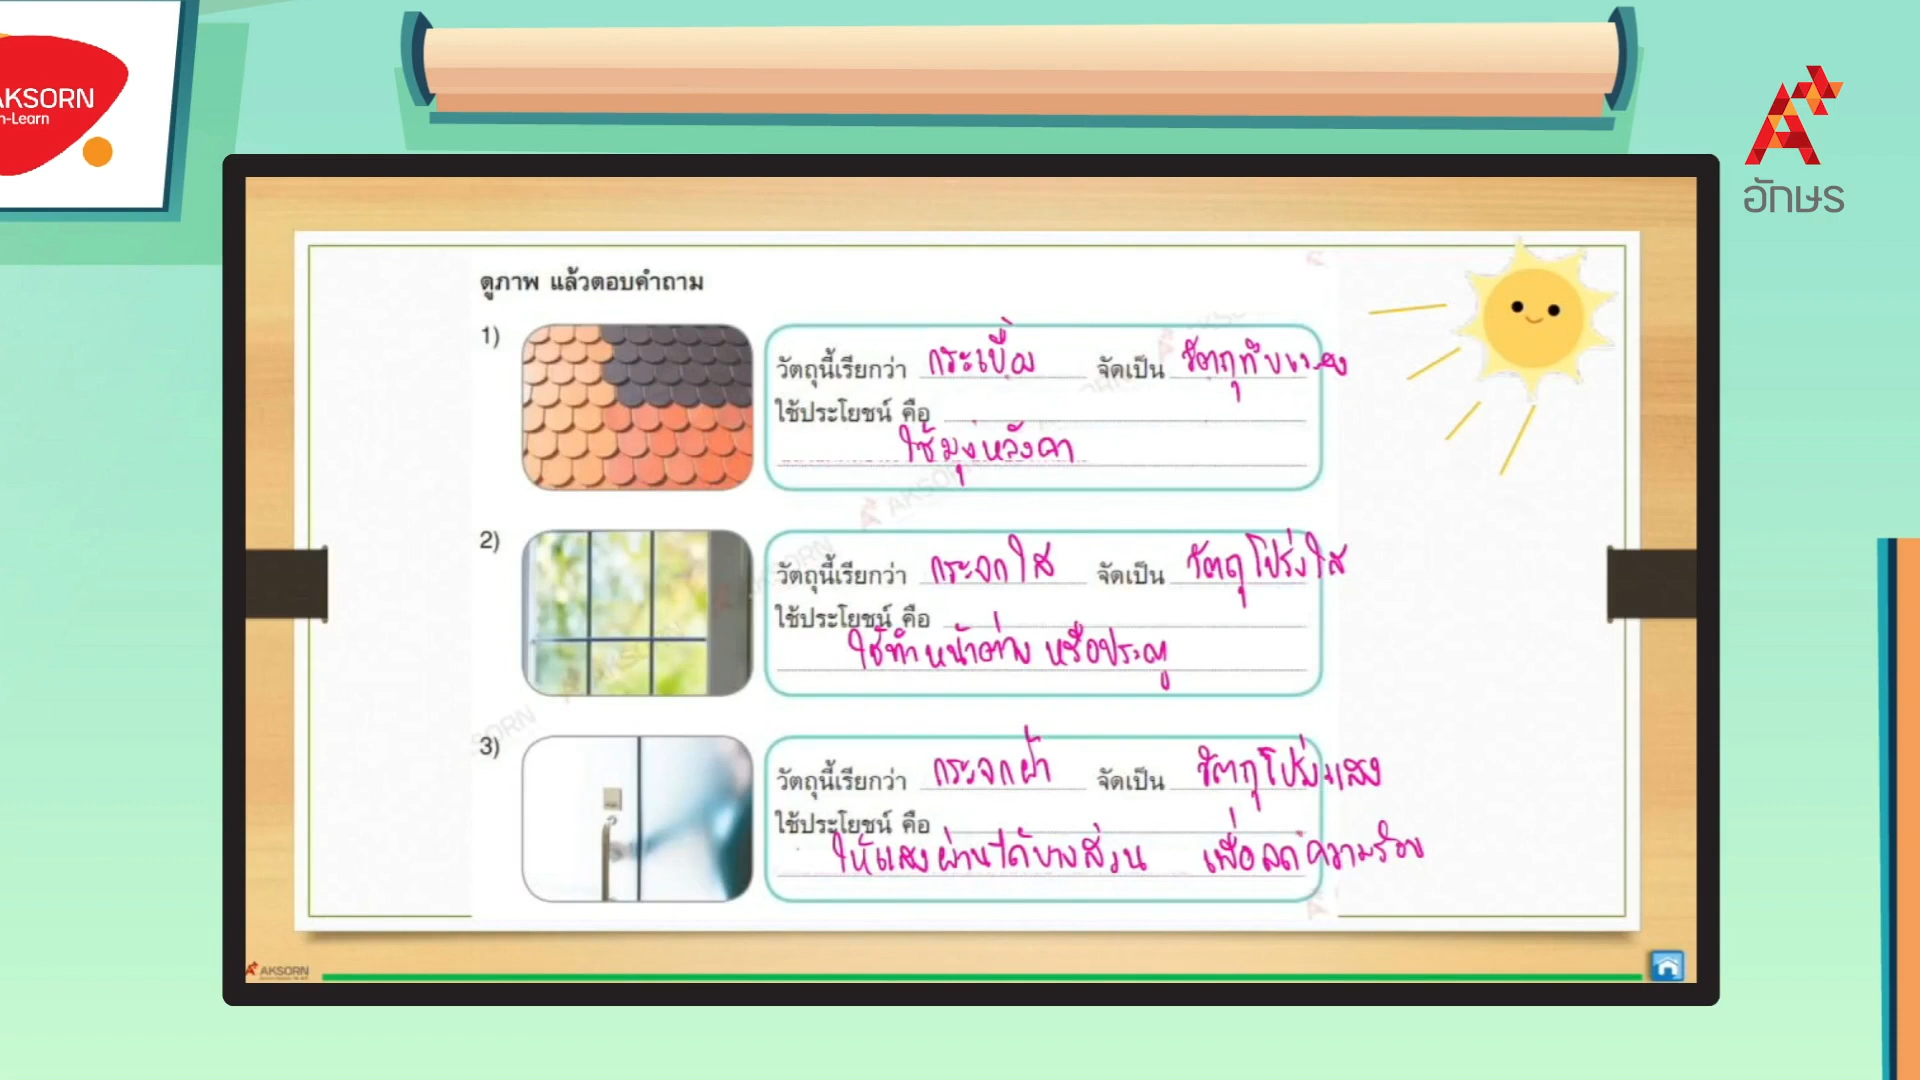 AKSORN
n-Learn
อักษร
ดูภาพ แล้วตอบคำถาม
1)
วัตถุนี้เรียกว่า กระเบื้อง จัดเป็น วัตถุทึบแสง
ใช้ประโยชน์ คือ
ใช้มุงหลังคา
2)
วัตถุนี้เรียกว่า กระจกใส จัดเป็น วัตถุโปร่งใส
ใช้ประโยชน์ คือ
ใช้ทำหน้าต่าง หรือประตู
3)
วัตถุนี้เรียกว่า กระจกฝ้า จัดเป็น วัตถุโปร่งแสง
ใช้ประโยชน์ คือ
ให้แสงผ่านได้บางส่วน เพื่อลดความร้อน
AKSORN